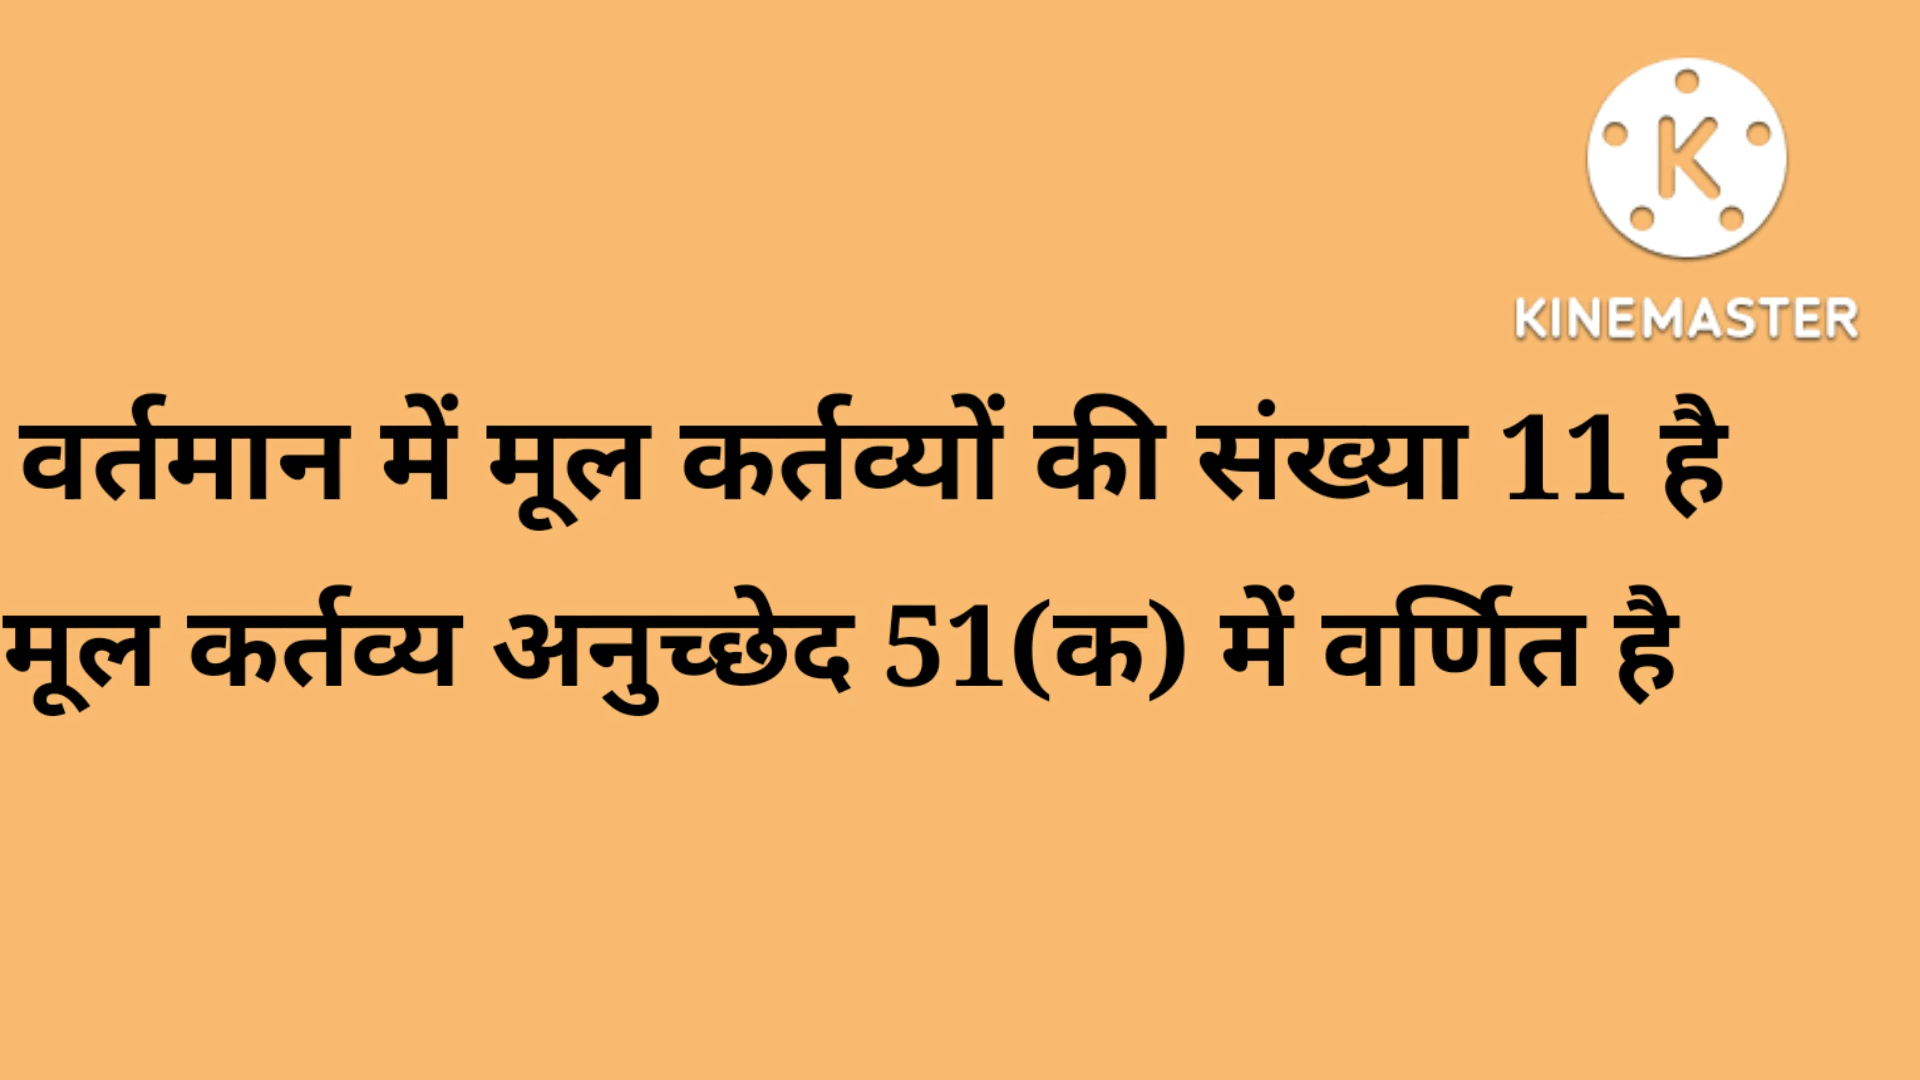 K
KINEMASTER
वर्तमान में मूल कर्तव्यों की संख्या 11 है
मूल कर्तव्य अनुच्छेद 51(क) में वर्णित है